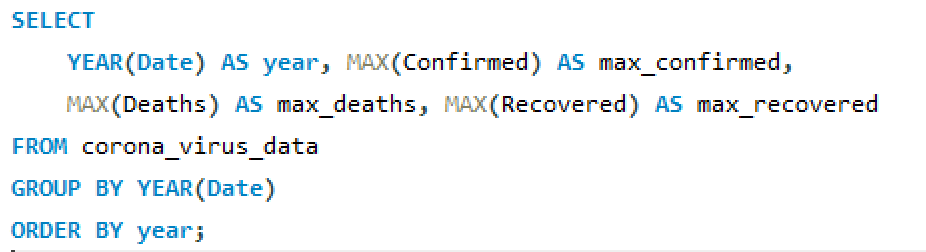 SELECT
YEAR(Date) AS year, MAX(Confirmed) AS max_confirmed,
MAX(Deaths) AS max_deaths, MAX(Recovered) AS max_recovered
FROM corona_virus_data
GROUP BY YEAR(Date)
ORDER BY year;